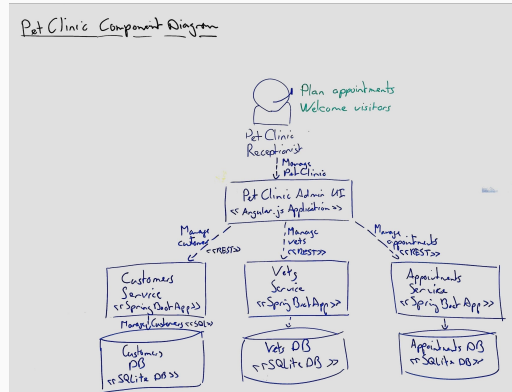 Pet Clinic Component Diagram
Plan appointments
Welcome visitors
Pet Clinic
Receptionist
Manage
Pet Clinic
Pet Clinic Admin UI
<<Angular.js Application>>
Manage
customers
<<REST>>
Manage
vets
<<REST>>
Manage
appointments
<<REST>>
Customers
Service
<<Spring Boot App>>
Vets
Service
<<Spring Boot App>>
Appointments
Service
<<Spring Boot App>>
Manage Customers <<SQL>>
Customers
DB
<<SQLite DB>>
Vets DB
<<SQLite DB>>
Appointments DB
<<SQLite DB>>